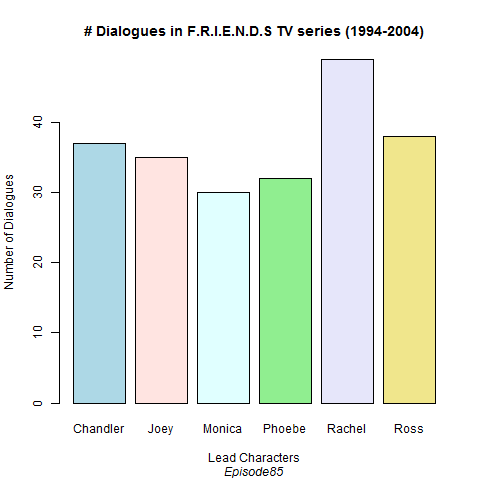 # Dialogues in F.R.I.E.N.D.S TV series (1994-2004)
Number of Dialogues
40
30
20
10
0
Chandler Joey Monica Phoebe Rachel Ross
Lead Characters
Episode85